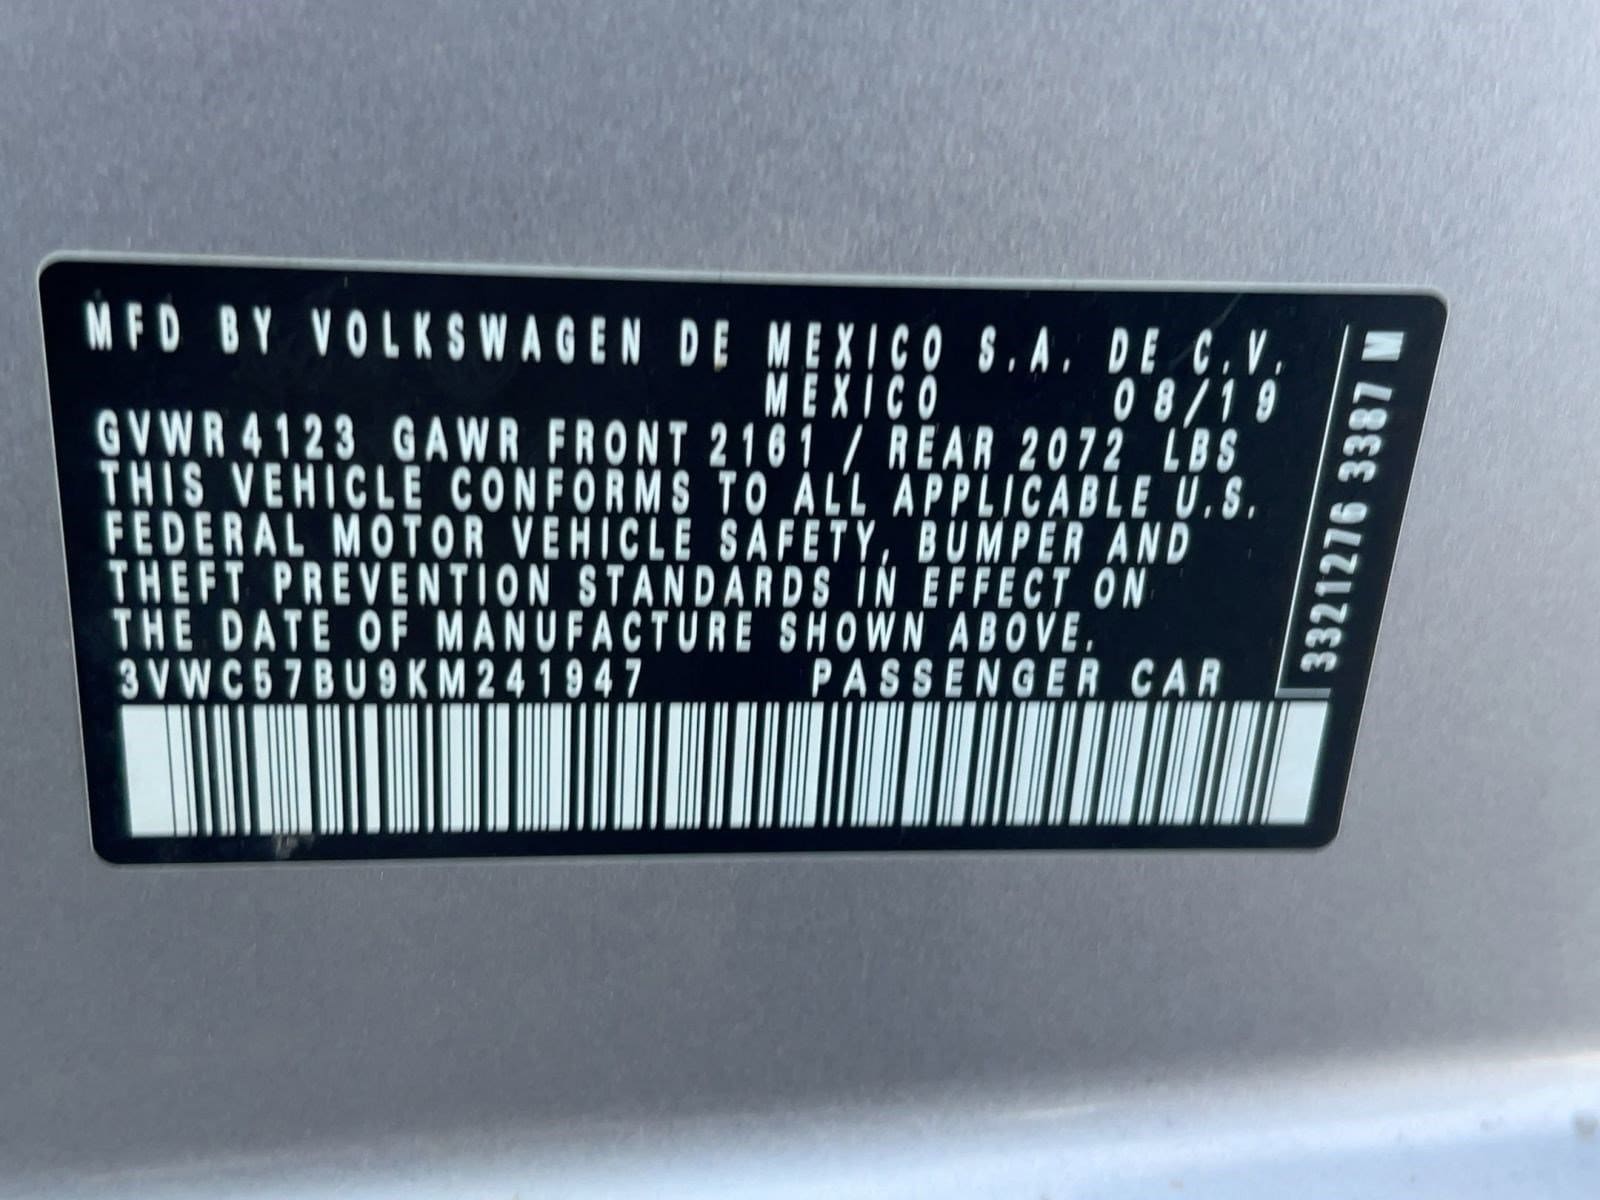 MFD BY VOLKSWAGEN DE MEXICO S.A. DE C.V.
MEXICO 08/19
GVWR 4123 GAWR FRONT 2161 / REAR 2072 LBS
THIS VEHICLE CONFORMS TO ALL APPLICABLE U.S.
FEDERAL MOTOR VEHICLE SAFETY, BUMPER AND
THEFT PREVENTION STANDARDS IN EFFECT ON
THE DATE OF MANUFACTURE SHOWN ABOVE.
3VWC57BU9KM241947 PASSENGER CAR
3321276 3387 M